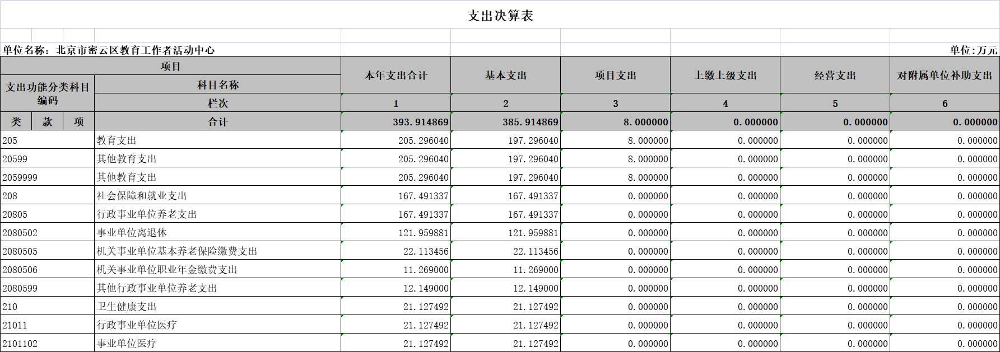 支出决算表
单位名称：北京市密云区教育工作者活动中心 单位:万元
项目 本年支出合计 基本支出 项目支出 上缴上级支出 经营支出 对附属单位补助支出
支出功能分类科目编码 科目名称
栏次 1 2 3 4 5 6
类 款 项 合计 393.914869 385.914869 8.000000 0.000000 0.000000 0.000000
205 教育支出 205.296040 197.296040 8.000000 0.000000 0.000000 0.000000
20599 其他教育支出 205.296040 197.296040 8.000000 0.000000 0.000000 0.000000
2059999 其他教育支出 205.296040 197.296040 8.000000 0.000000 0.000000 0.000000
208 社会保障和就业支出 167.491337 167.491337 0.000000 0.000000 0.000000 0.000000
20805 行政事业单位养老支出 167.491337 167.491337 0.000000 0.000000 0.000000 0.000000
2080502 事业单位离退休 121.959881 121.959881 0.000000 0.000000 0.000000 0.000000
2080505 机关事业单位基本养老保险缴费支出 22.113456 22.113456 0.000000 0.000000 0.000000 0.000000
2080506 机关事业单位职业年金缴费支出 11.269000 11.269000 0.000000 0.000000 0.000000 0.000000
2080599 其他行政事业单位养老支出 12.149000 12.149000 0.000000 0.000000 0.000000 0.000000
210 卫生健康支出 21.127492 21.127492 0.000000 0.000000 0.000000 0.000000
21011 行政事业单位医疗 21.127492 21.127492 0.000000 0.000000 0.000000 0.000000
2101102 事业单位医疗 21.127492 21.127492 0.000000 0.000000 0.000000 0.000000